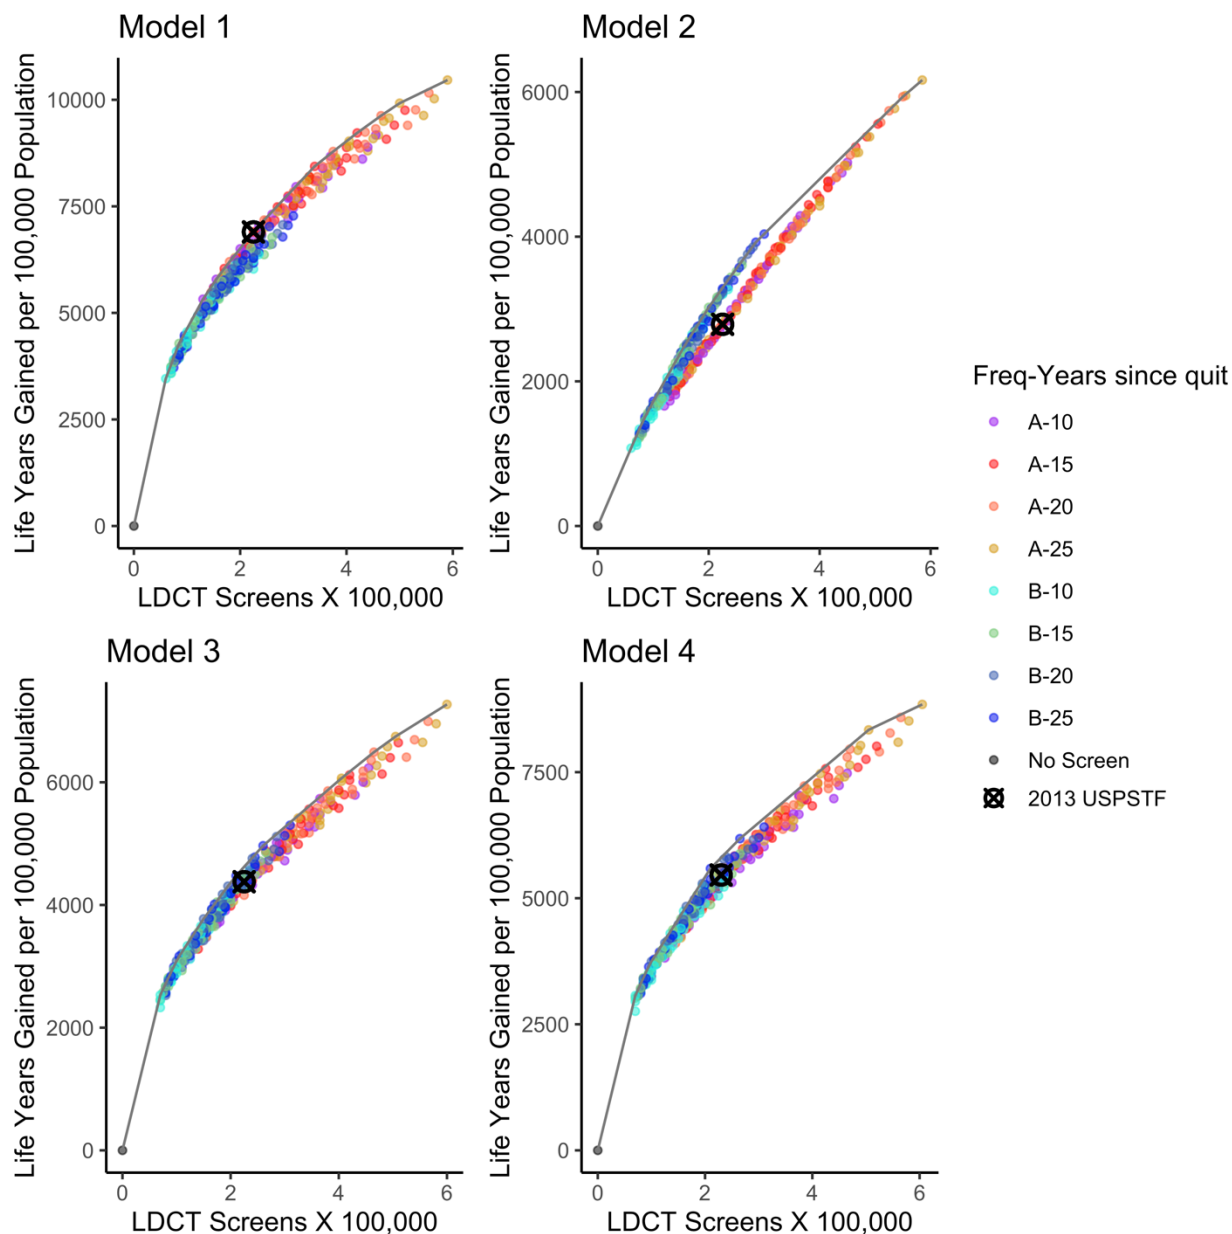 Model 1
Life Years Gained per 100,000 Population
10000
7500
5000
2500
0
0 2 4 6
LDCT Screens X 100,000
Model 2
Life Years Gained per 100,000 Population
6000
4000
2000
0
0 2 4 6
LDCT Screens X 100,000
Model 3
Life Years Gained per 100,000 Population
6000
4000
2000
0
0 2 4 6
LDCT Screens X 100,000
Model 4
Life Years Gained per 100,000 Population
7500
5000
2500
0
0 2 4 6
LDCT Screens X 100,000
Freq-Years since quit
A-10
A-15
A-20
A-25
B-10
B-15
B-20
B-25
No Screen
2013 USPSTF